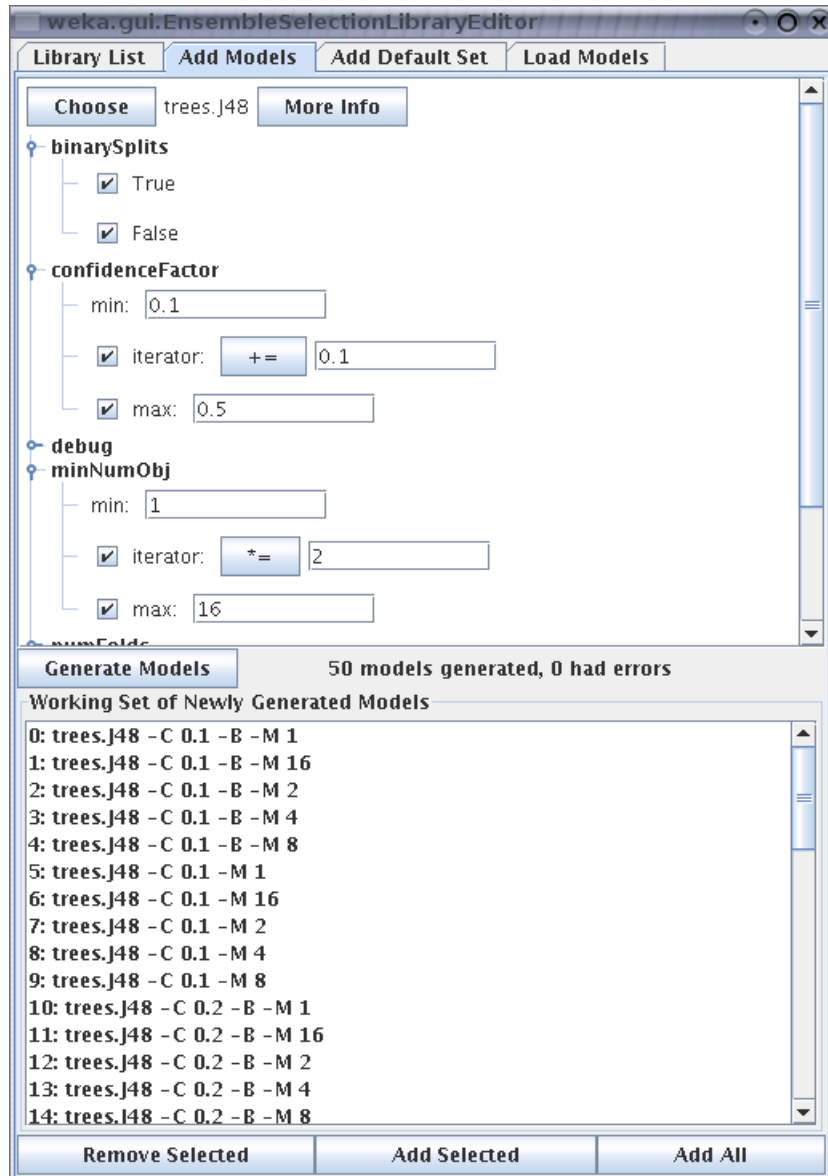 weka.gui.EnsembleSelectionLibraryEditor
Library List Add Models Add Default Set Load Models
Choose trees.J48 More Info
binarySplits
True
False
confidenceFactor
min: 0.1
iterator: += 0.1
max: 0.5
debug
minNumObj
min: 1
iterator: *= 2
max: 16
numFolds
Generate Models 50 models generated, 0 had errors
Working Set of Newly Generated Models
0: trees.J48 -C 0.1 -B -M 1
1: trees.J48 -C 0.1 -B -M 16
2: trees.J48 -C 0.1 -B -M 2
3: trees.J48 -C 0.1 -B -M 4
4: trees.J48 -C 0.1 -B -M 8
5: trees.J48 -C 0.1 -M 1
6: trees.J48 -C 0.1 -M 16
7: trees.J48 -C 0.1 -M 2
8: trees.J48 -C 0.1 -M 4
9: trees.J48 -C 0.1 -M 8
10: trees.J48 -C 0.2 -B -M 1
11: trees.J48 -C 0.2 -B -M 16
12: trees.J48 -C 0.2 -B -M 2
13: trees.J48 -C 0.2 -B -M 4
14: trees.J48 -C 0.2 -B -M 8
Remove Selected Add Selected Add All